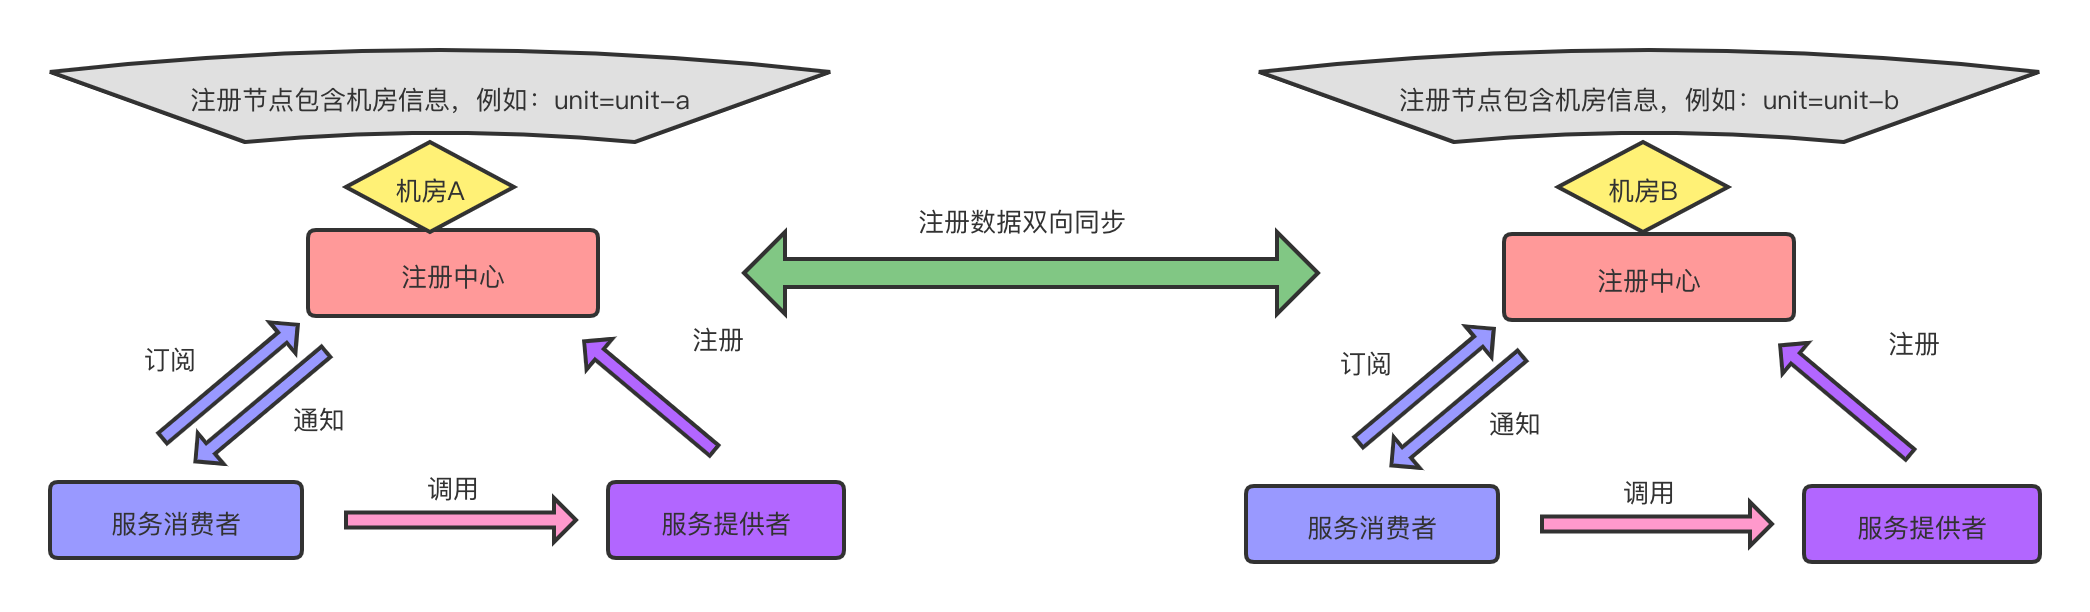 注册节点包含机房信息，例如：unit=unit-a
机房A
注册中心
订阅
通知
注册
服务消费者
调用
服务提供者
注册数据双向同步
注册节点包含机房信息，例如：unit=unit-b
机房B
注册中心
订阅
通知
注册
服务消费者
调用
服务提供者